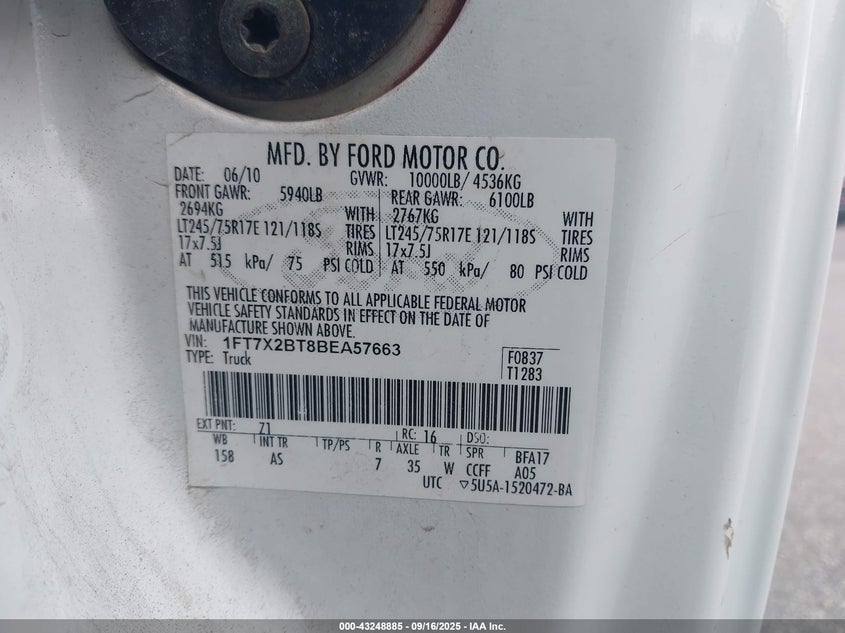 MFD. BY FORD MOTOR CO.
DATE: 06/10 GVWR: 10000LB/ 4536KG
FRONT GAWR: 5940LB REAR GAWR: 6100LB
2694KG WITH 2767KG WITH
LT245/75R17E 121/118S TIRES LT245/75R17E 121/118S TIRES
17x7.5J RIMS 17x7.5J RIMS
AT 515 kPa/ 75 PSI COLD AT 550 kPa/ 80 PSI COLD
THIS VEHICLE CONFORMS TO ALL APPLICABLE FEDERAL MOTOR
VEHICLE SAFETY STANDARDS IN EFFECT ON THE DATE OF
MANUFACTURE SHOWN ABOVE.
VIN: 1FT7X2BT8BEA57663 F0837
TYPE: Truck T1283
EXT PNT: Z1 RC: 16 DSO:
WB INT TR TP/PS R AXLE TR SPR BFA17
158 AS 7 35 W CCFF A05
UTC ▽5U5A-1520472-BA
000-43248885 - 09/16/2025 - IAA Inc.